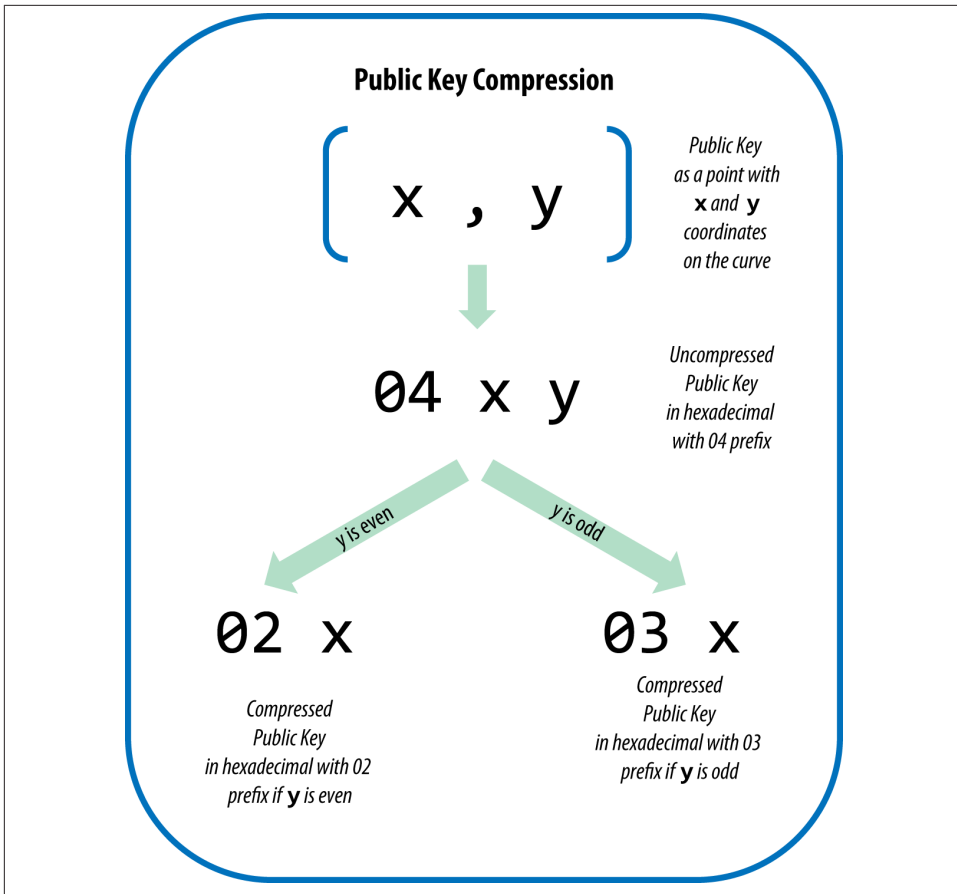 Public Key Compression
x , y
Public Key
as a point with
x and y
coordinates
on the curve
04 x y
Uncompressed
Public Key
in hexadecimal
with 04 prefix
y is even
y is odd
02 x
03 x
Compressed
Public Key
in hexadecimal with 02
prefix if y is even
Compressed
Public Key
in hexadecimal with 03
prefix if y is odd